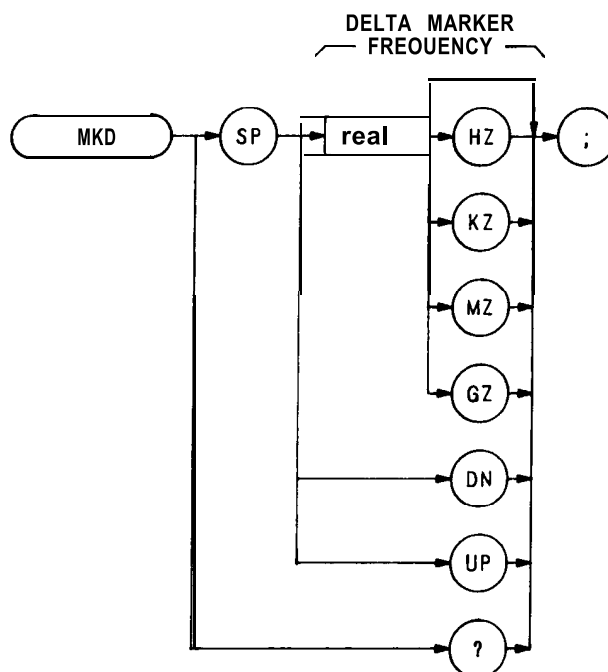 DELTA MARKER
FREOUENCY
MKD SP real HZ ;
KZ
MZ
GZ
DN
UP
?